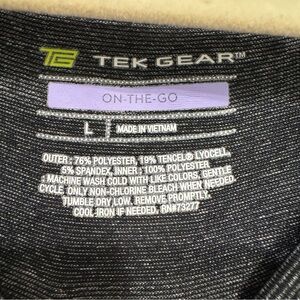 TG TEK GEAR™
ON-THE-GO
L MADE IN VIETNAM
OUTER : 76% POLYESTER, 19% TENCEL® LYOCELL,
5% SPANDEX, INNER : 100% POLYESTER
MACHINE WASH COLD WITH LIKE COLORS, GENTLE
CYCLE. ONLY NON-CHLORINE BLEACH WHEN NEEDED.
TUMBLE DRY LOW. REMOVE PROMPTLY.
COOL IRON IF NEEDED. RN#73277